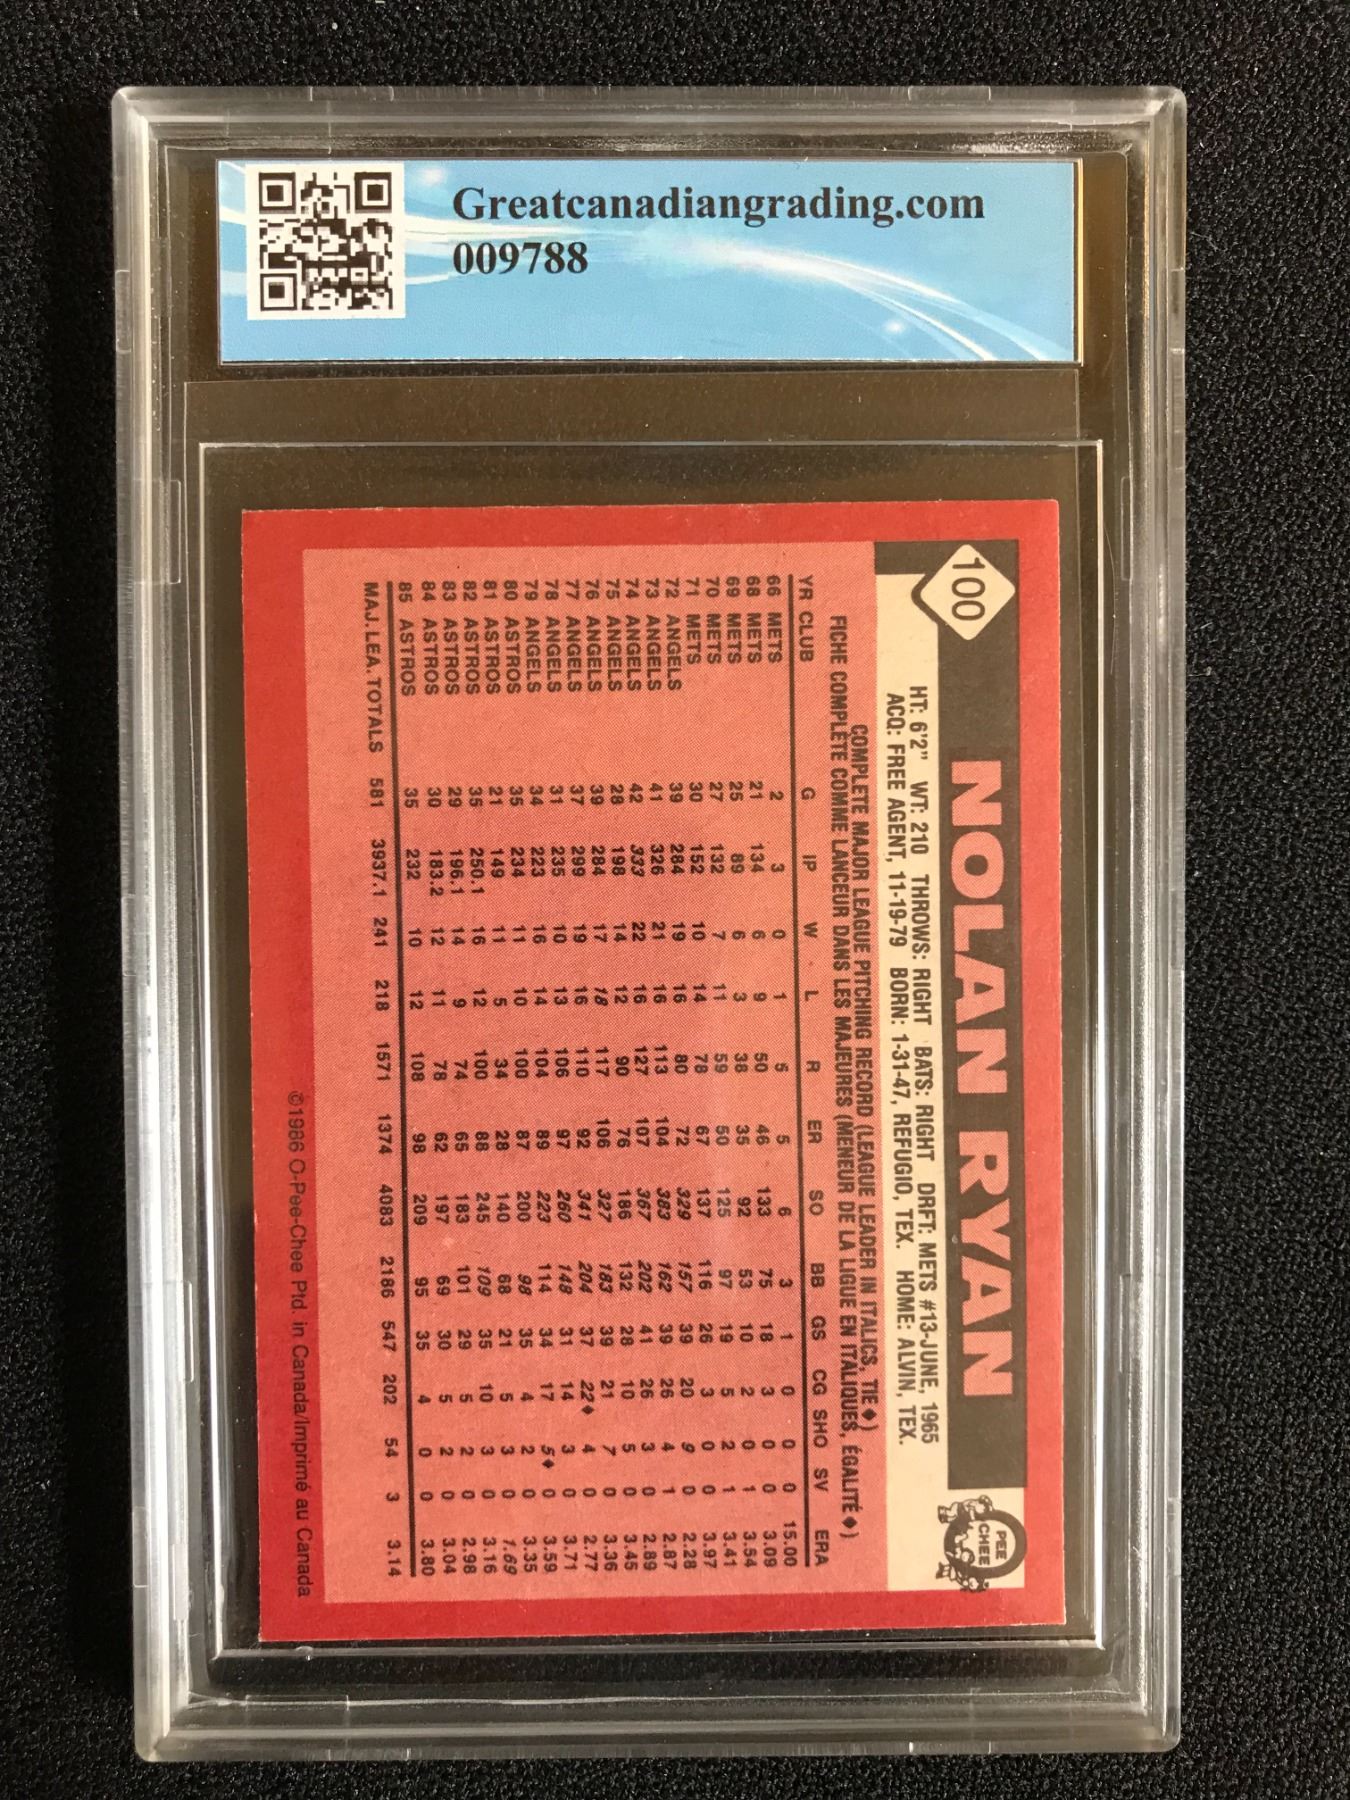 Greatcanadiangrading.com
009788
100
NOLAN RYAN
O PEE CHEE
HT: 6'2" WT: 210 THROWS: RIGHT BATS: RIGHT DRFT: METS #13-JUNE, 1965
ACQ: FREE AGENT, 11-19-79 BORN: 1-31-47, REFUGIO, TEX. HOME: ALVIN, TEX.
COMPLETE MAJOR LEAGUE PITCHING RECORD (LEAGUE LEADER IN ITALICS, TIE ♦)
FICHE COMPLÈTE COMME LANCEUR DANS LES MAJEURES (MENEUR DE LA LIGUE EN ITALIQUES, ÉGALITÉ ♦)
YR CLUB G IP W L R ER SO BB GS CG SHO SV ERA
66 METS 2 3 0 1 5 5 6 3 1 0 0 0 15.00
68 METS 21 134 6 9 50 46 133 75 18 3 0 0 3.09
69 METS 25 89 6 3 38 35 92 53 10 2 0 1 3.54
70 METS 27 132 7 11 59 50 125 97 19 5 2 1 3.41
71 METS 30 152 10 14 78 67 137 116 26 3 0 0 3.97
72 ANGELS 39 284 19 16 80 72 329 157 39 20 9 0 2.28
73 ANGELS 41 326 21 16 113 104 383 162 39 26 4 1 2.87
74 ANGELS 42 333 22 16 127 107 367 202 41 26 3 0 2.89
75 ANGELS 28 198 14 12 90 76 186 132 28 10 5 0 3.45
76 ANGELS 39 284 17 18 117 106 327 183 39 21 7 0 3.36
77 ANGELS 37 299 19 16 110 92 341 204 37 22♦ 4 0 2.77
78 ANGELS 31 235 10 13 106 97 260 148 31 14 3 0 3.71
79 ANGELS 34 223 16 14 104 89 223 114 34 17 5♦ 0 3.59
80 ASTROS 35 234 11 10 100 87 200 98 35 4 2 0 3.35
81 ASTROS 21 149 11 5 34 28 140 68 21 5 3 0 1.69
82 ASTROS 35 250.1 16 12 100 88 245 109 35 10 3 0 3.16
83 ASTROS 29 196.1 14 9 74 65 183 101 29 5 2 0 2.98
84 ASTROS 30 183.2 12 11 78 62 197 69 30 5 2 0 3.04
85 ASTROS 35 232 10 12 108 98 209 95 35 4 0 0 3.80
MAJ. LEA. TOTALS 581 3937.1 241 218 1571 1374 4083 2186 547 202 54 3 3.14
©1986 O-Pee-Chee Ptd. in Canada/Imprimé au Canada